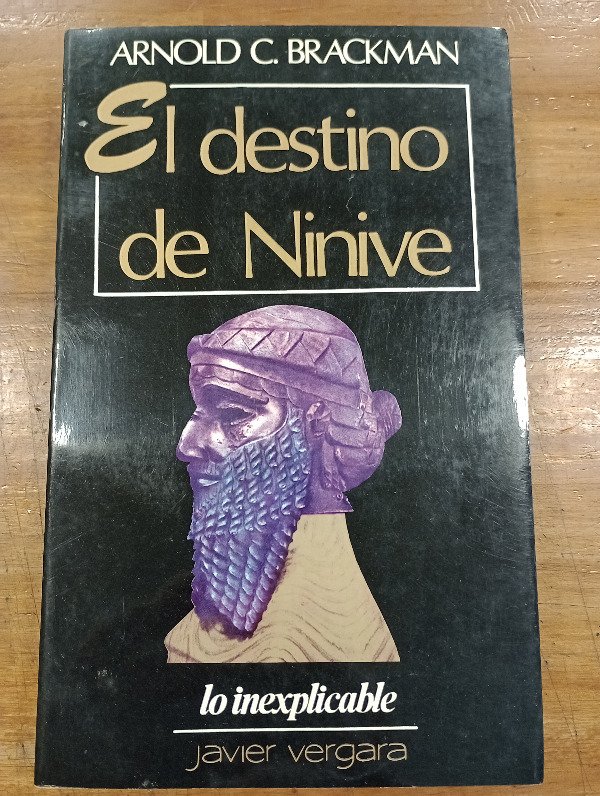 ARNOLD C. BRACKMAN
El destino
de Ninive
lo inexplicable
javier vergara